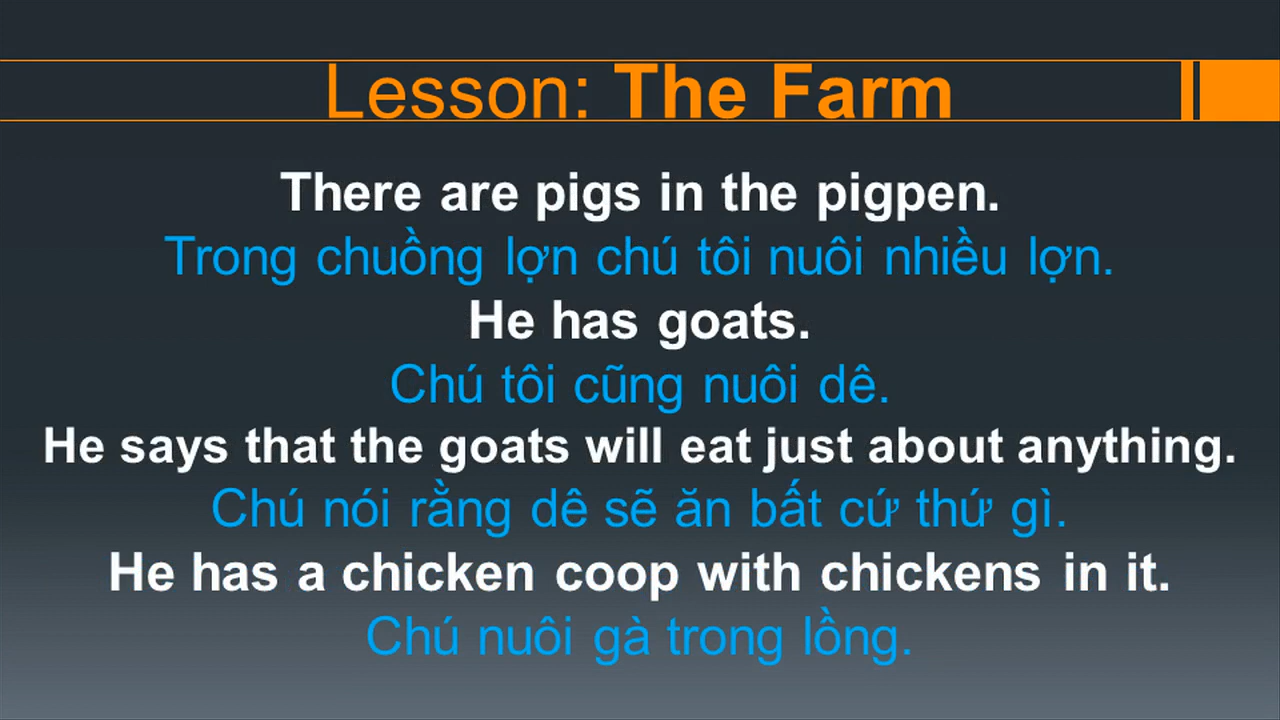 Lesson: The Farm
There are pigs in the pigpen.
Trong chuồng lợn chú tôi nuôi nhiều lợn.
He has goats.
Chú tôi cũng nuôi dê.
He says that the goats will eat just about anything.
Chú nói rằng dê sẽ ăn bất cứ thứ gì.
He has a chicken coop with chickens in it.
Chú nuôi gà trong lồng.